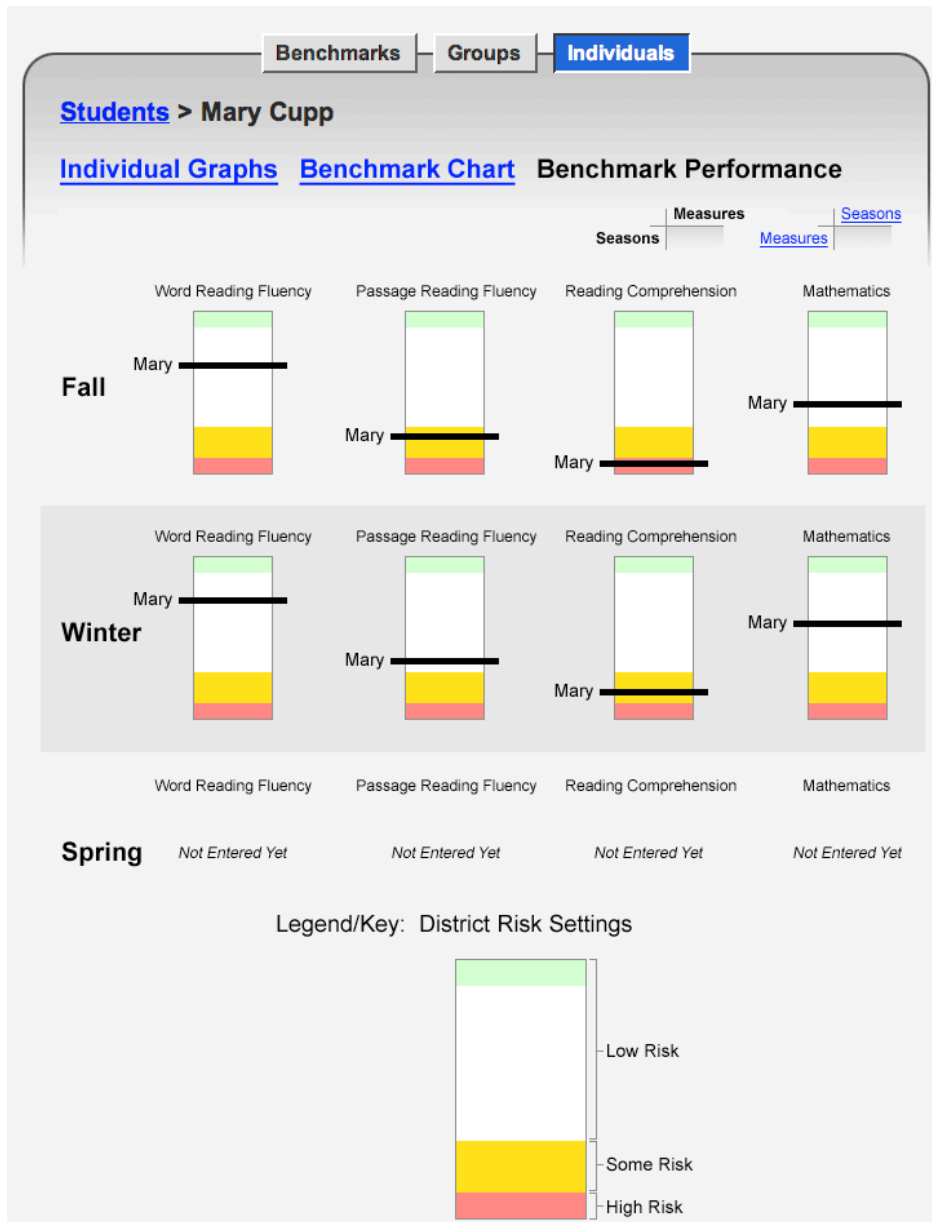 Benchmarks Groups Individuals
Students > Mary Cupp
Individual Graphs Benchmark Chart Benchmark Performance
Measures Seasons
Seasons Measures
Word Reading Fluency Passage Reading Fluency Reading Comprehension Mathematics
Mary
Fall
Mary
Mary
Mary
Word Reading Fluency Passage Reading Fluency Reading Comprehension Mathematics
Mary
Winter
Mary
Mary
Mary
Word Reading Fluency Passage Reading Fluency Reading Comprehension Mathematics
Spring Not Entered Yet Not Entered Yet Not Entered Yet Not Entered Yet
Legend/Key: District Risk Settings
Low Risk
Some Risk
High Risk